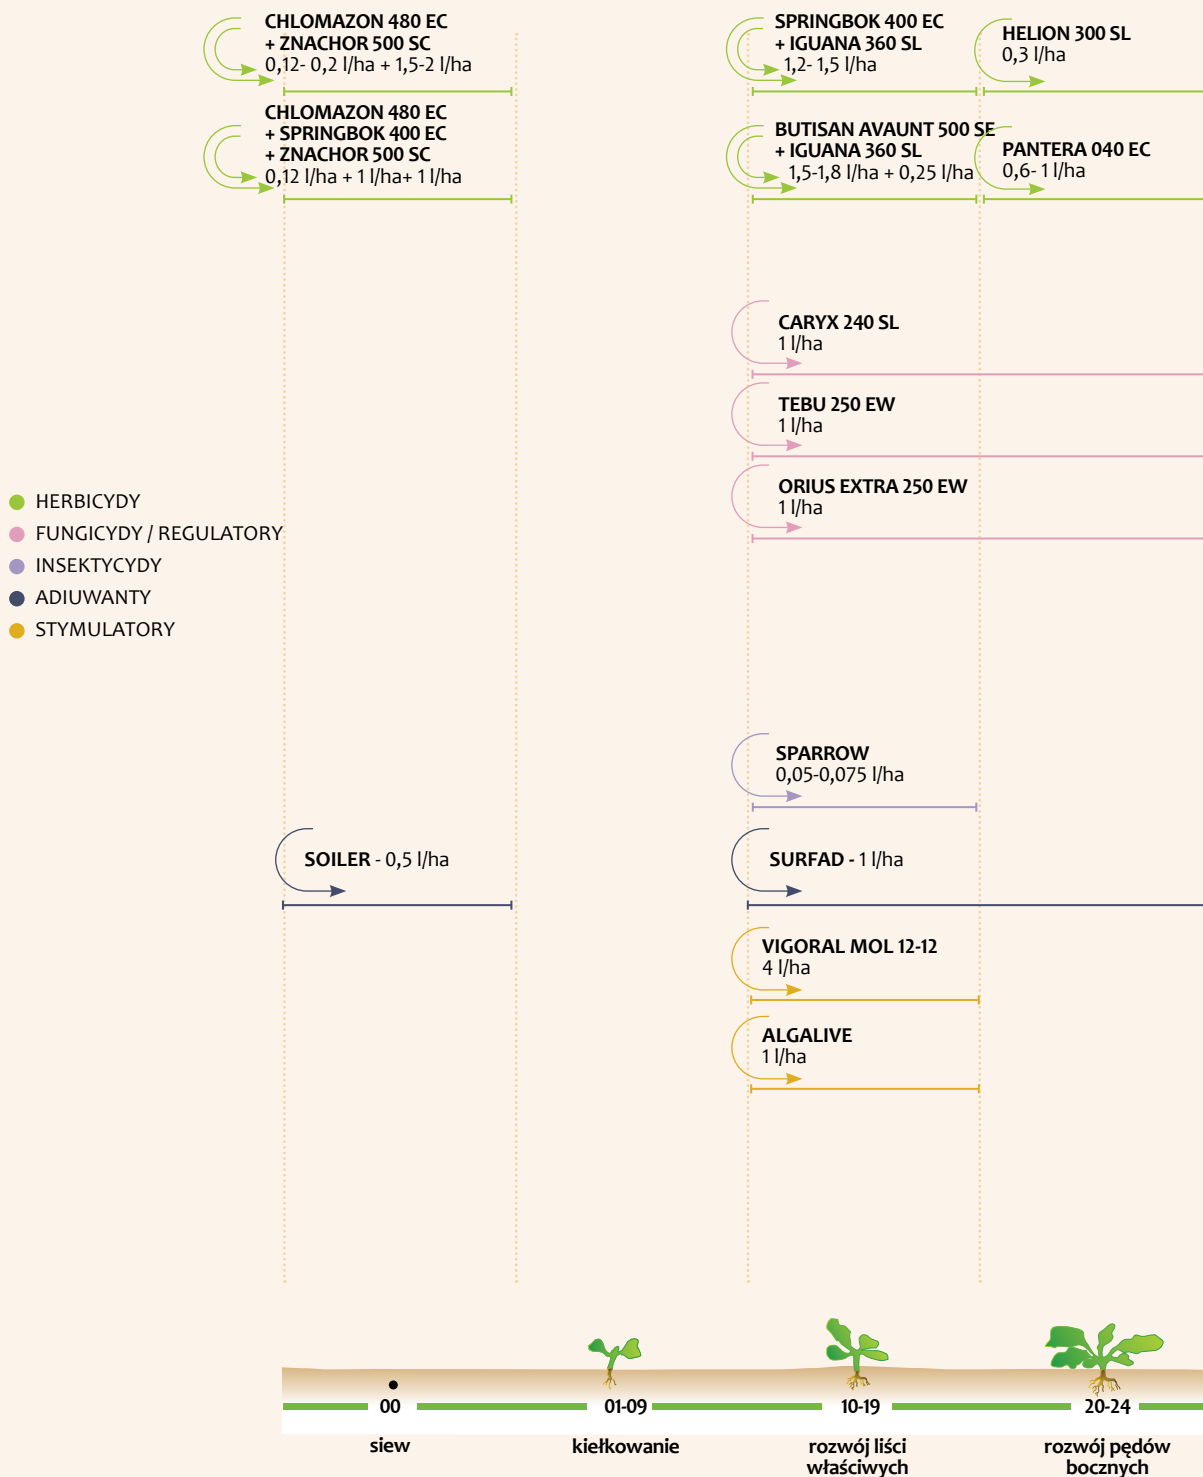 CHLOMAZON 480 EC
+ ZNACHOR 500 SC
0,12- 0,2 l/ha + 1,5-2 l/ha
CHLOMAZON 480 EC
+ SPRINGBOK 400 EC
+ ZNACHOR 500 SC
0,12 l/ha + 1 l/ha+ 1 l/ha
SPRINGBOK 400 EC
+ IGUANA 360 SL
1,2- 1,5 l/ha
HELION 300 SL
0,3 l/ha
BUTISAN AVAUNT 500 SE
+ IGUANA 360 SL
1,5-1,8 l/ha + 0,25 l/ha
PANTERA 040 EC
0,6- 1 l/ha
CARYX 240 SL
1 l/ha
TEBU 250 EW
1 l/ha
ORIUS EXTRA 250 EW
1 l/ha
HERBICYDY
FUNGICYDY / REGULATORY
INSEKTYCYDY
ADIUWANTY
STYMULATORY
SPARROW
0,05-0,075 l/ha
SOILER - 0,5 l/ha
SURFAD - 1 l/ha
VIGORAL MOL 12-12
4 l/ha
ALGALIVE
1 l/ha
00
01-09
10-19
20-24
siew
kiełkowanie
rozwój liści
właściwych
rozwój pędów
bocznych